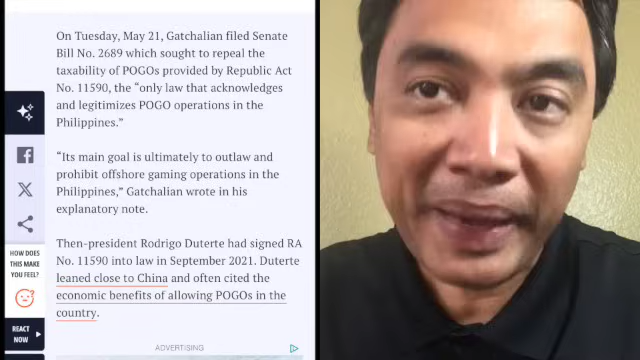 On Tuesday, May 21, Gatchalian filed Senate
Bill No. 2689 which sought to repeal the
taxability of POGOs provided by Republic Act
No. 11590, the “only law that acknowledges
and legitimizes POGO operations in the
Philippines.”
“Its main goal is ultimately to outlaw and
prohibit offshore gaming operations in the
Philippines,” Gatchalian wrote in his
explanatory note.
Then-president Rodrigo Duterte had signed RA
No. 11590 into law in September 2021. Duterte
leaned close to China and often cited the
economic benefits of allowing POGOs in the
country.
HOW DOES
THIS MAKE
YOU FEEL?
REACT
NOW
ADVERTISING